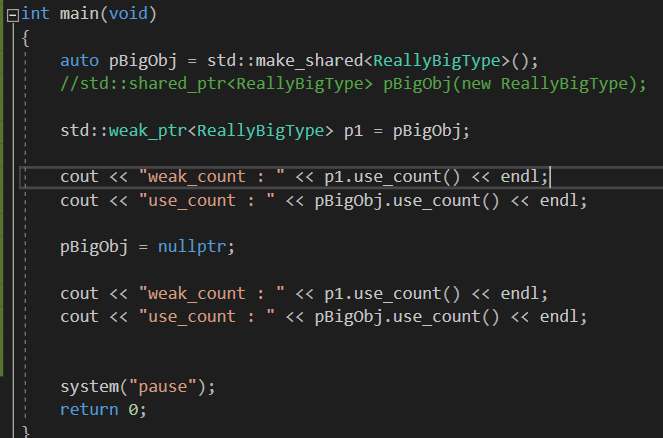 int main(void)
{
auto pBigObj = std::make_shared<ReallyBigType>();
//std::shared_ptr<ReallyBigType> pBigObj(new ReallyBigType);
std::weak_ptr<ReallyBigType> p1 = pBigObj;
cout << "weak_count : " << p1.use_count() << endl;
cout << "use_count : " << pBigObj.use_count() << endl;
pBigObj = nullptr;
cout << "weak_count : " << p1.use_count() << endl;
cout << "use_count : " << pBigObj.use_count() << endl;
system("pause");
return 0;
}